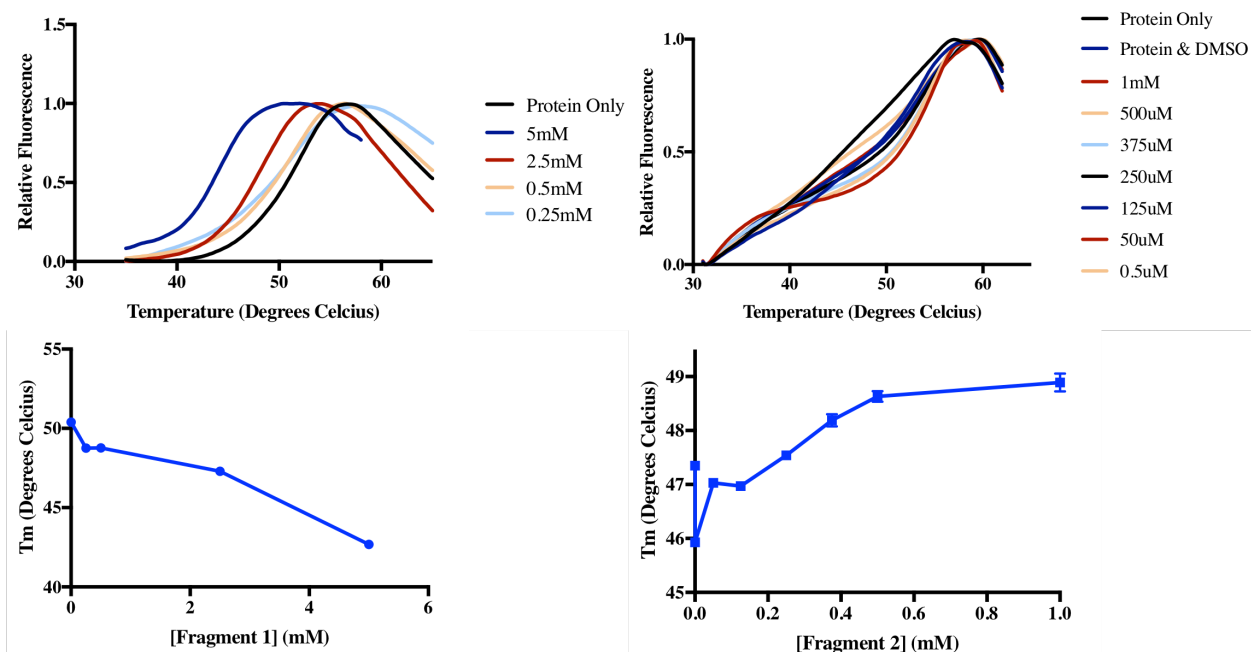 1.5
1.0
0.5
0.0
30
40
50
60
Relative Fluorescence
Temperature (Degrees Celcius)
Protein Only
5mM
2.5mM
0.5mM
0.25mM
1.0
0.5
0.0
30
40
50
60
Relative Fluorescence
Temperature (Degrees Celcius)
Protein Only
Protein & DMSO
1mM
500uM
375uM
250uM
125uM
50uM
0.5uM
55
50
45
40
0
2
4
6
Tm (Degrees Celcius)
[Fragment 1] (mM)
49
48
47
46
45
0.0
0.2
0.4
0.6
0.8
1.0
Tm (Degrees Celcius)
[Fragment 2] (mM)